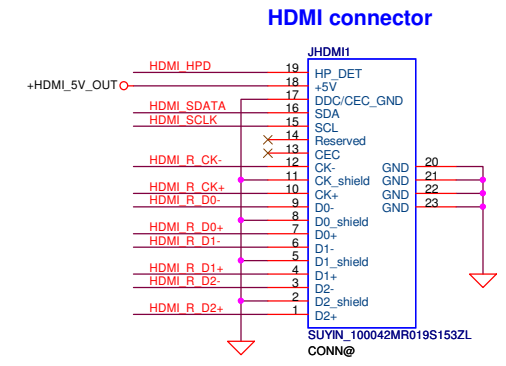 HDMI connector
JHDMI1
HDMI_HPD 19 HP_DET
+HDMI_5V_OUT 18 +5V
17 DDC/CEC_GND
HDMI_SDATA 16 SDA
HDMI_SCLK 15 SCL
14 Reserved
13 CEC
HDMI_R_CK- 12 CK- GND 20
11 CK_shield GND 21
HDMI_R_CK+ 10 CK+ GND 22
HDMI_R_D0- 9 D0- GND 23
8 D0_shield
HDMI_R_D0+ 7 D0+
HDMI_R_D1- 6 D1-
5 D1_shield
HDMI_R_D1+ 4 D1+
HDMI_R_D2- 3 D2-
2 D2_shield
HDMI_R_D2+ 1 D2+
SUYIN_100042MR019S153ZL
CONN@